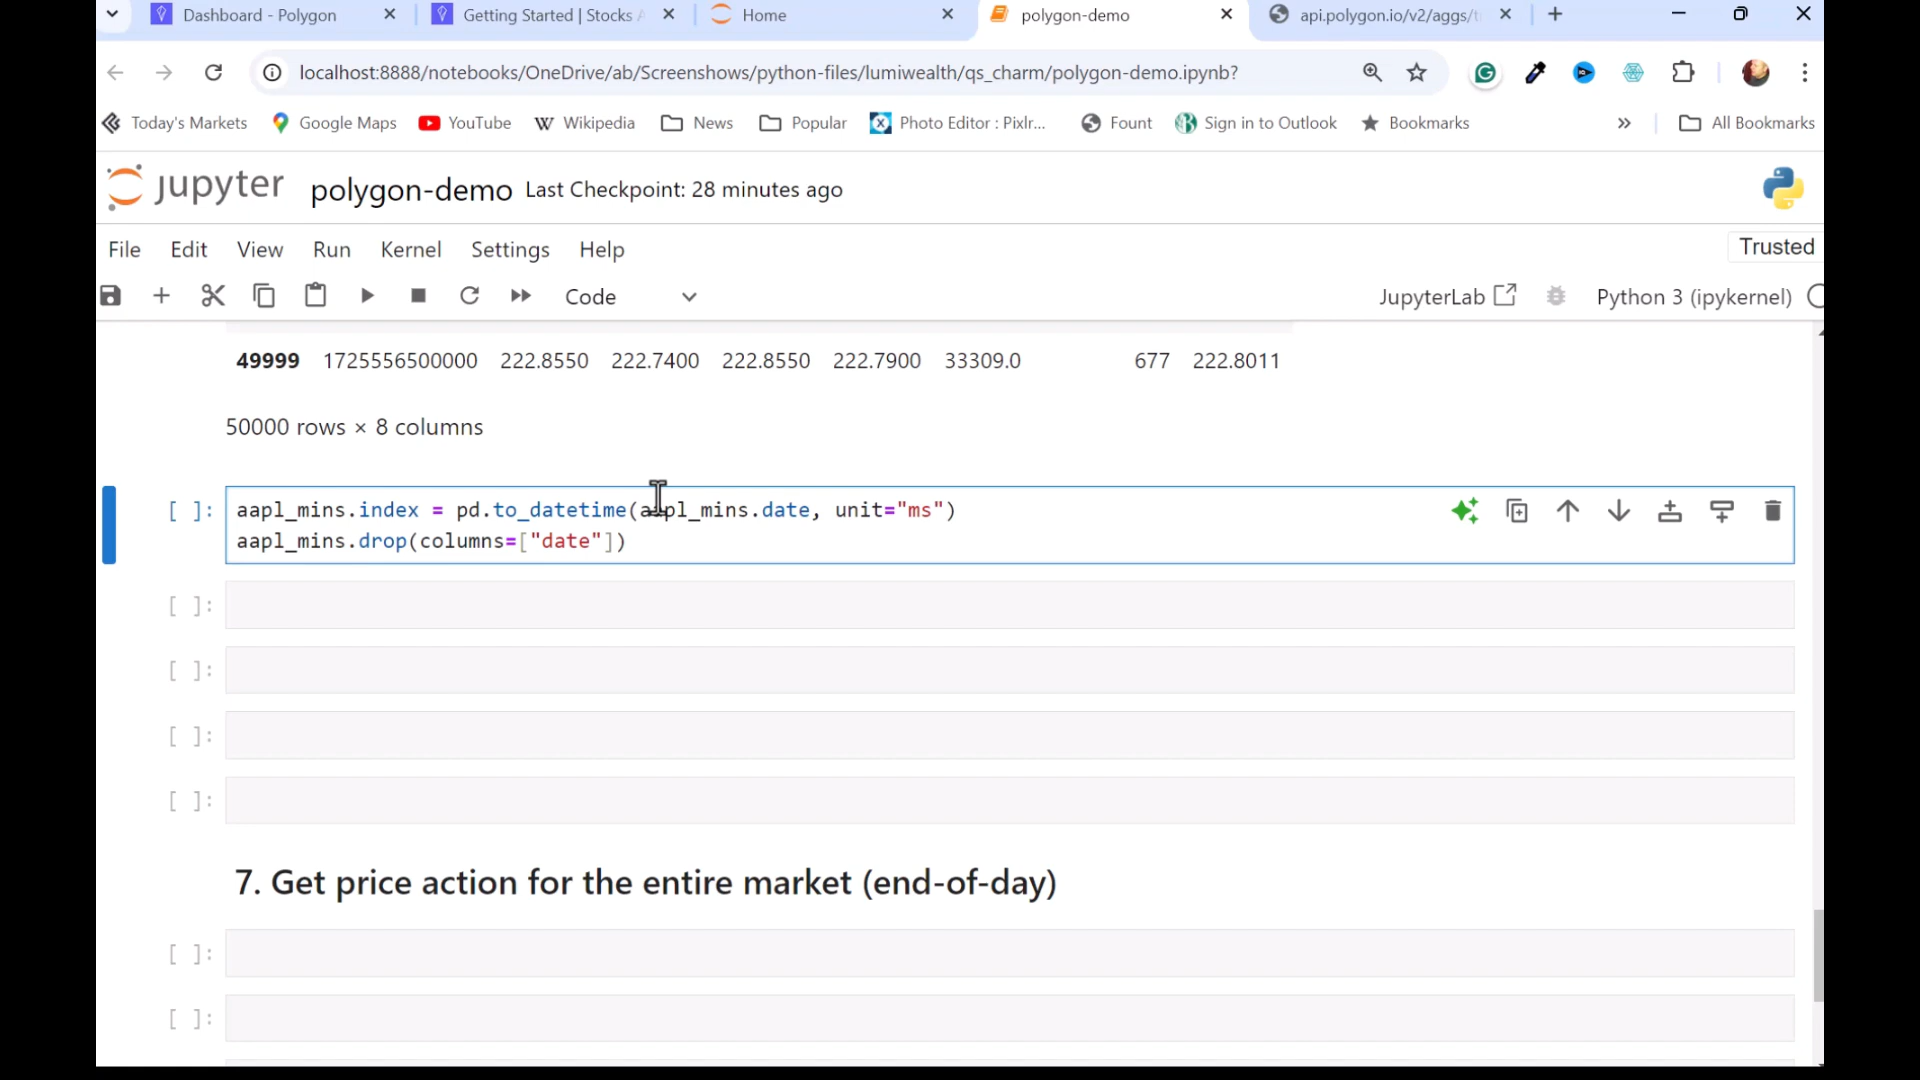 Dashboard - Polygon
Getting Started | Stocks A
Home
polygon-demo
api.polygon.io/v2/aggs/ti
localhost:8888/notebooks/OneDrive/ab/Screenshows/python-files/lumiwealth/qs_charm/polygon-demo.ipynb?
Today's Markets
Google Maps
YouTube
Wikipedia
News
Popular
Photo Editor : Pixlr...
Fount
Sign in to Outlook
Bookmarks
All Bookmarks
jupyter polygon-demo Last Checkpoint: 28 minutes ago
File Edit View Run Kernel Settings Help
Trusted
Code
JupyterLab
Python 3 (ipykernel)
49999 1725556500000 222.8550 222.7400 222.8550 222.7900 33309.0 677 222.8011
50000 rows × 8 columns
[ ]: aapl_mins.index = pd.to_datetime(aapl_mins.date, unit="ms")
aapl_mins.drop(columns=["date"])
[ ]:
[ ]:
[ ]:
[ ]:
7. Get price action for the entire market (end-of-day)
[ ]:
[ ]: